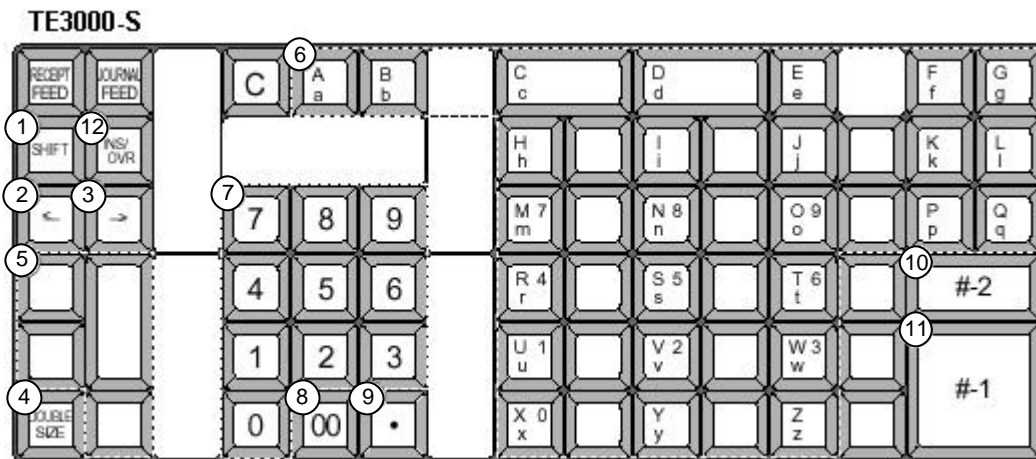 TE3000-S
6
RECEIPT FEED
JOURNAL FEED
C
A a
B b
C c
D d
E e
F f
G g
1
12
SHIFT
INS/ OVR
H h
I i
J j
K k
L l
2
3
7
←
→
7
8
9
M 7 m
N 8 n
O 9 o
P p
Q q
5
10
4
5
6
R 4 r
S 5 s
T 6 t
#-2
11
1
2
3
U 1 u
V 2 v
W 3 w
#-1
4
8
9
DOUBLE SIZE
0
00
•
X 0 x
Y y
Z z